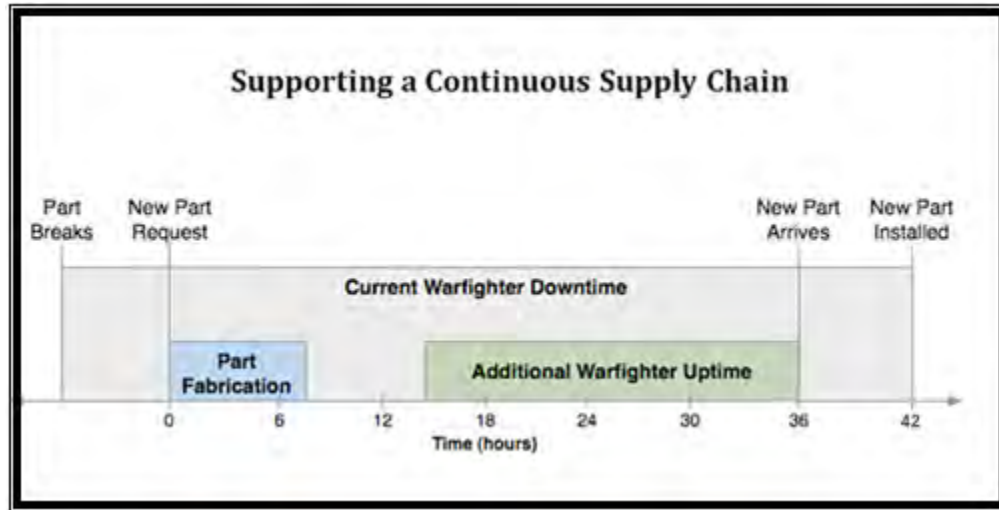 Supporting a Continuous Supply Chain
Part
Breaks
New Part
Request
New Part
Arrives
New Part
Installed
Current Warfighter Downtime
Part
Fabrication
Additional Warfighter Uptime
0 6 12 18 24 30 36 42
Time (hours)